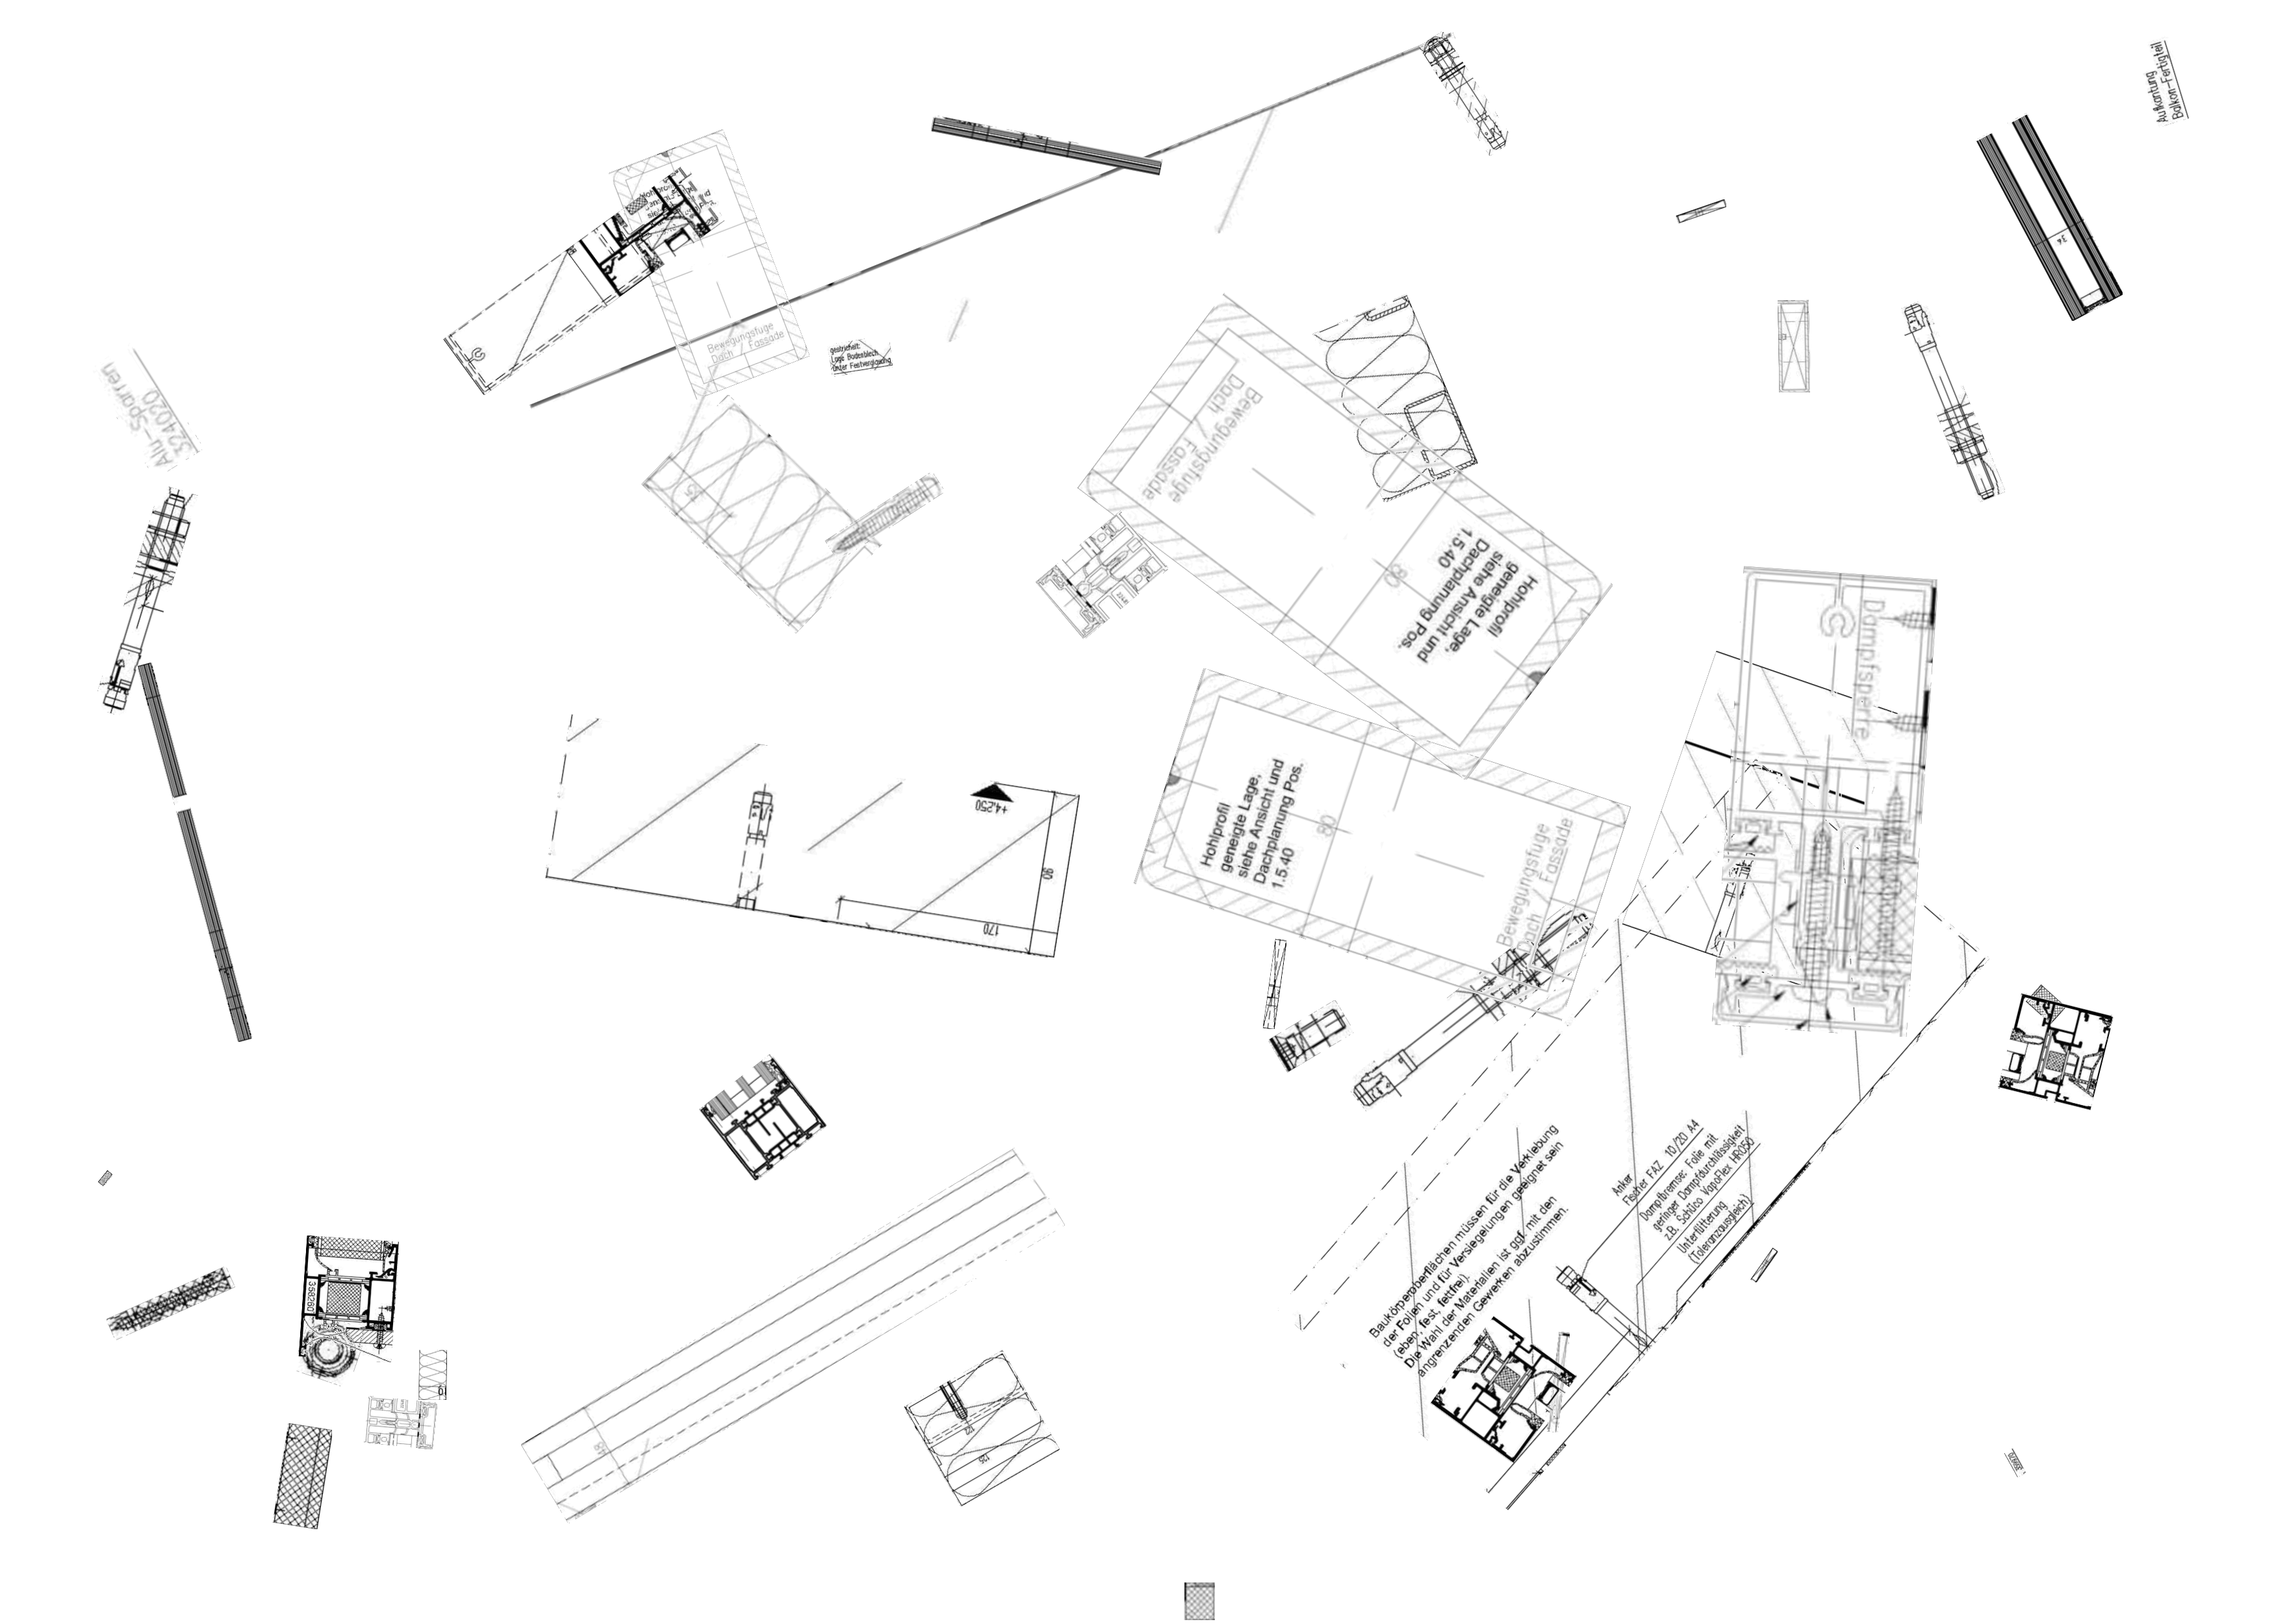 Aufkantung
Balkon-Fertigteil
36
Bewegungsfuge
Dach / Fassade
gestrichelt:
Lage Bodenblech
unter Festverglasung
Alu-Sparren
324020
Bewegungsfuge
Dach / Fassade
80
Hohlprofil
geneigte Lage,
siehe Ansicht und
Dachplanung Pos.
1.5.40
Dampfsperre
Hohlprofil
geneigte Lage,
siehe Ansicht und
Dachplanung Pos.
1.5.40
80
Bewegungsfuge
Dach / Fassade
+4,250
90
170
Anker
Fischer FAZ 10/20 A4
Dampfbremse: Folie mit
geringer Dampfdurchlässigkeit
z.B. Schüco VapoFlex HR050
Unterfütterung
(Toleranzausgleich)
Baukörperoberflächen müssen für die Verklebung
der Folien und für Versiegelungen geeignet sein
(eben, fest, fettfrei).
Die Wahl der Materialien ist ggf. mit den
angrenzenden Gewerken abzustimmen.
358260
48
125